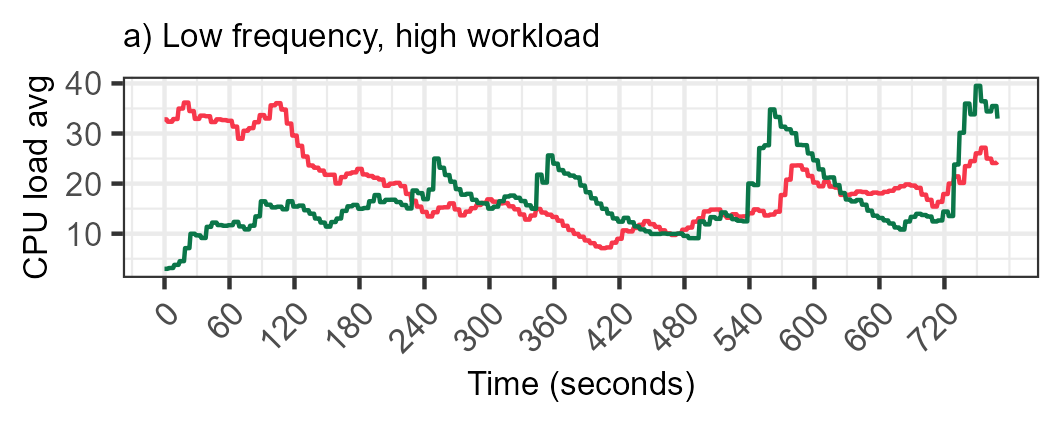 a) Low frequency, high workload
CPU load avg
40
30
20
10
0 60 120 180 240 300 360 420 480 540 600 660 720
Time (seconds)